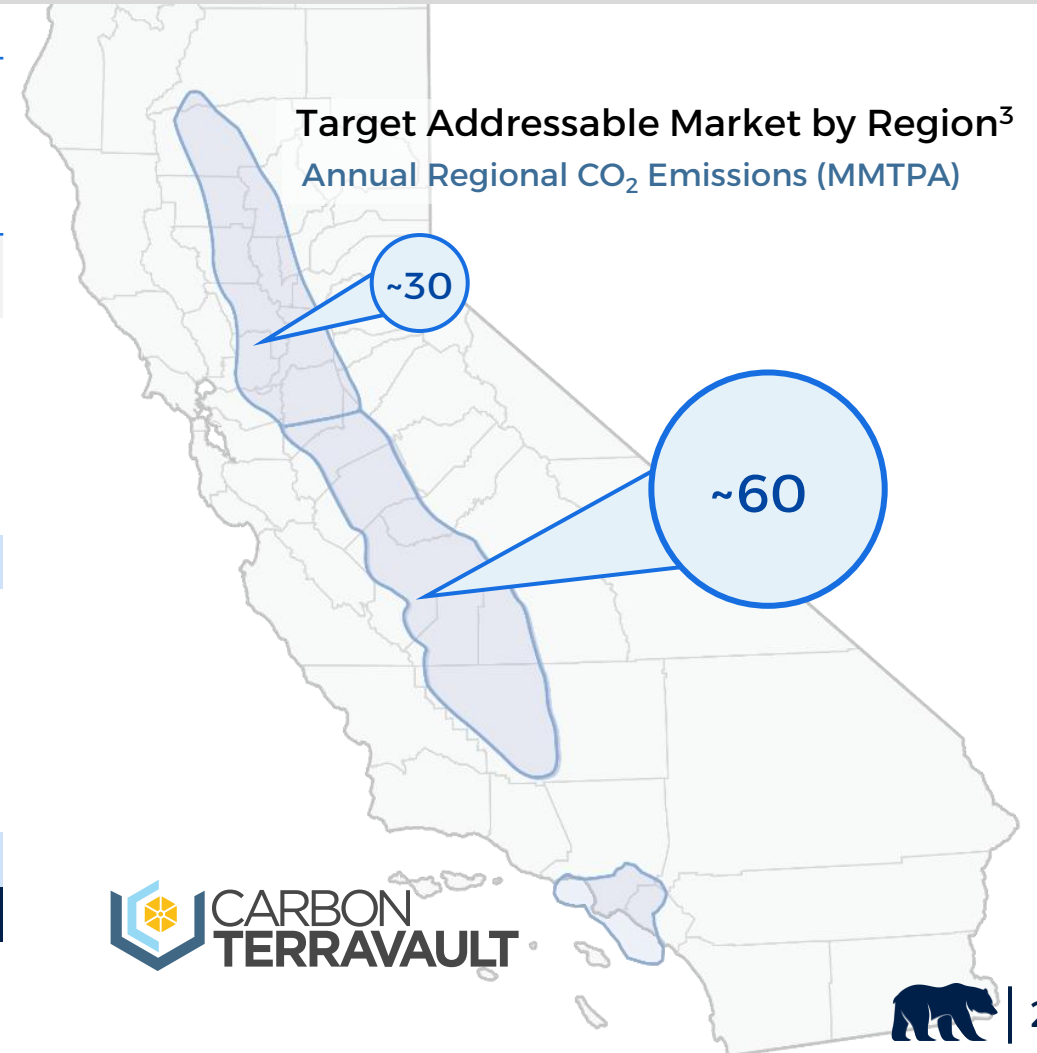 Target Addressable Market by Region³
Annual Regional CO₂ Emissions (MMTPA)
~30
~60
CARBON
TERRAVAULT